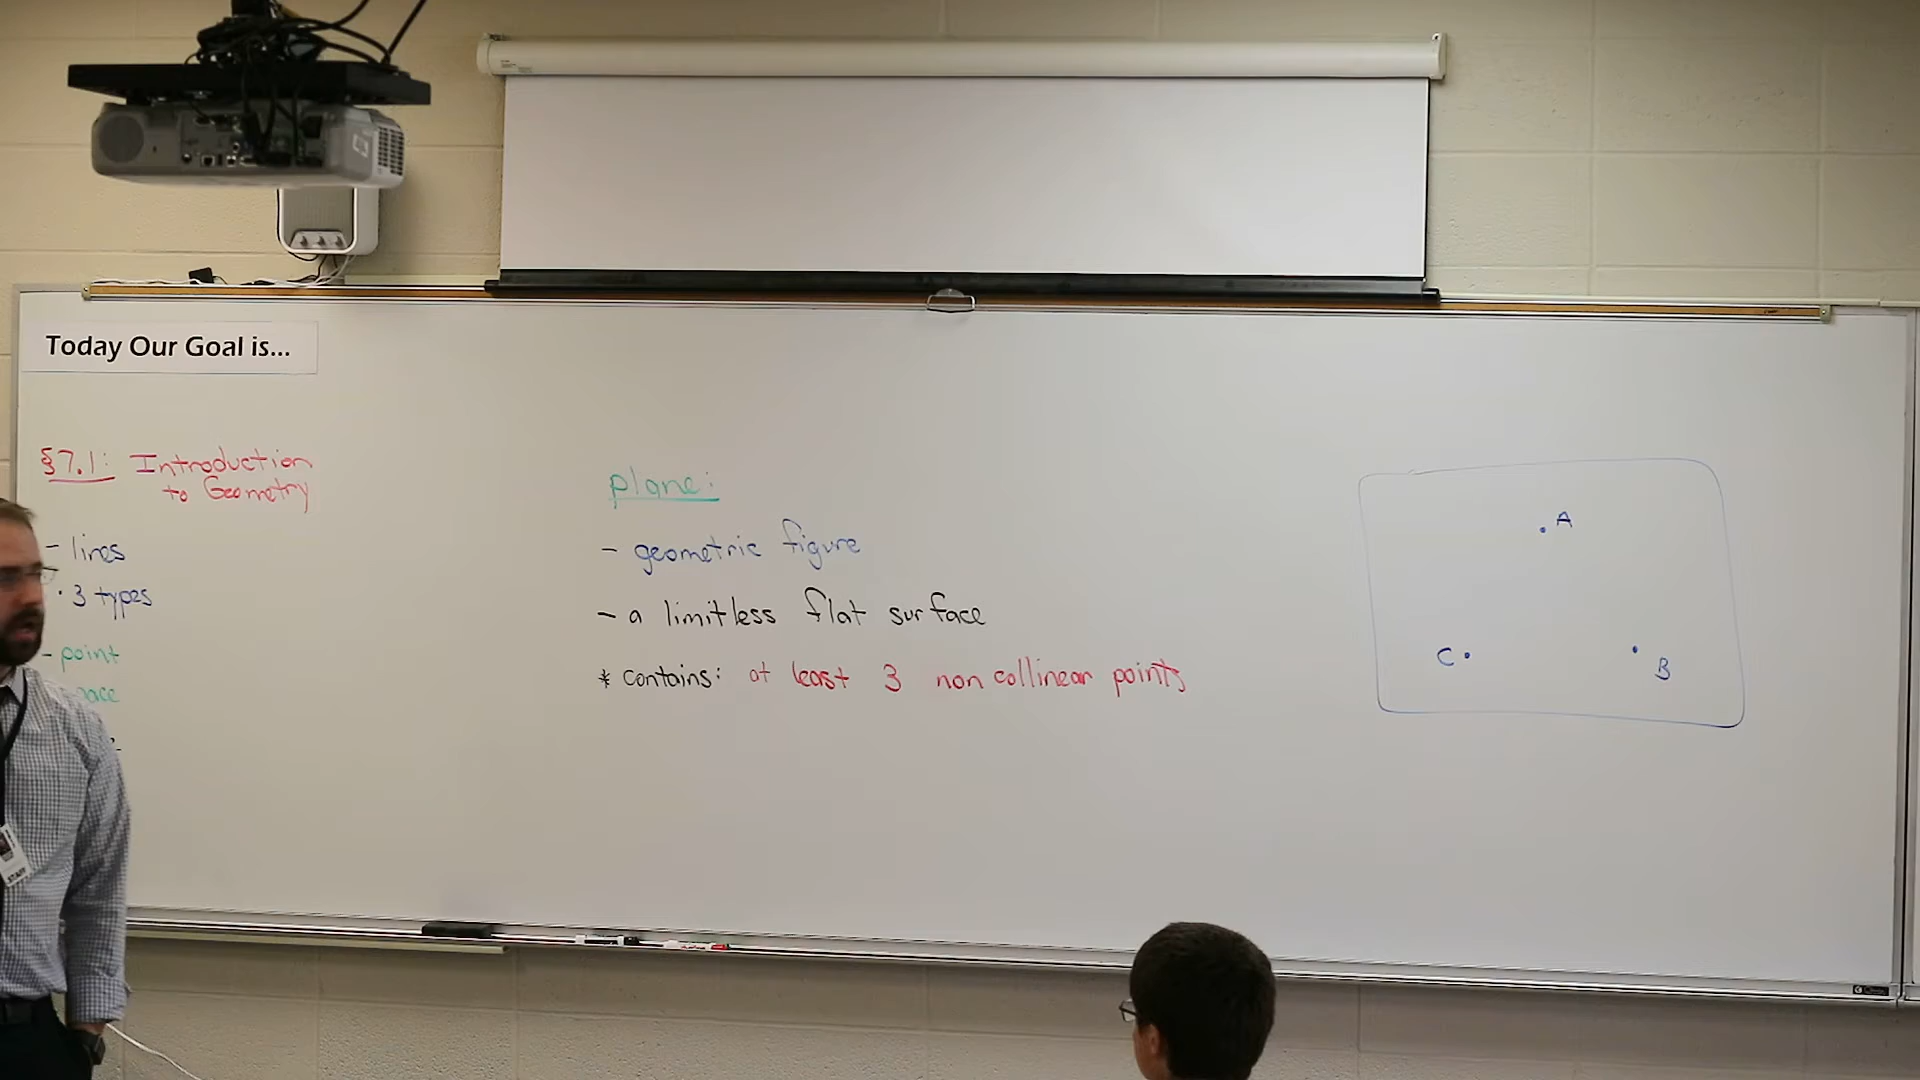 Today Our Goal is...
§7.1: Introduction
to Geometry
- lines
· 3 types
- point
plane:
- geometric figure
- a limitless flat surface
* contains: at least 3 non collinear points
A
C
B
STAFF